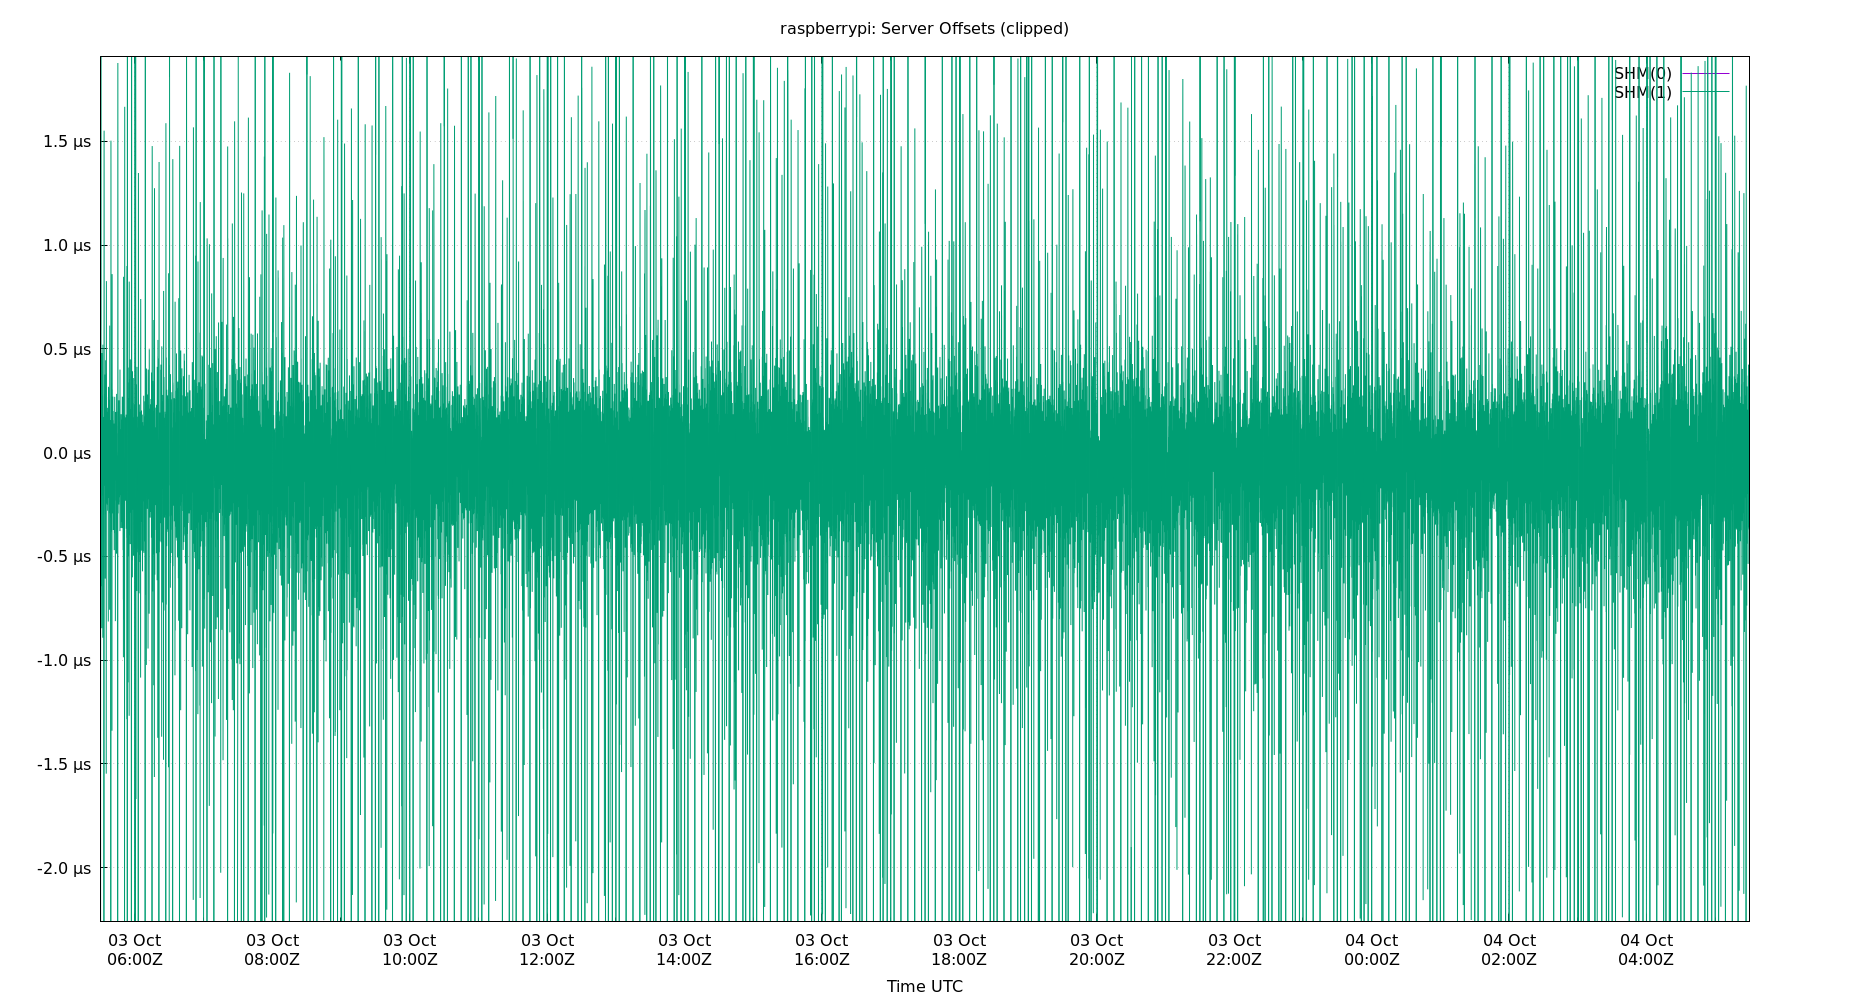 raspberrypi: Server Offsets (clipped)
SHM(0)
SHM(1)
1.5 µs
1.0 µs
0.5 µs
0.0 µs
-0.5 µs
-1.0 µs
-1.5 µs
-2.0 µs
03 Oct 03 Oct 03 Oct 03 Oct 03 Oct 03 Oct 03 Oct 03 Oct 03 Oct 04 Oct 04 Oct 04 Oct
06:00Z 08:00Z 10:00Z 12:00Z 14:00Z 16:00Z 18:00Z 20:00Z 22:00Z 00:00Z 02:00Z 04:00Z
Time UTC